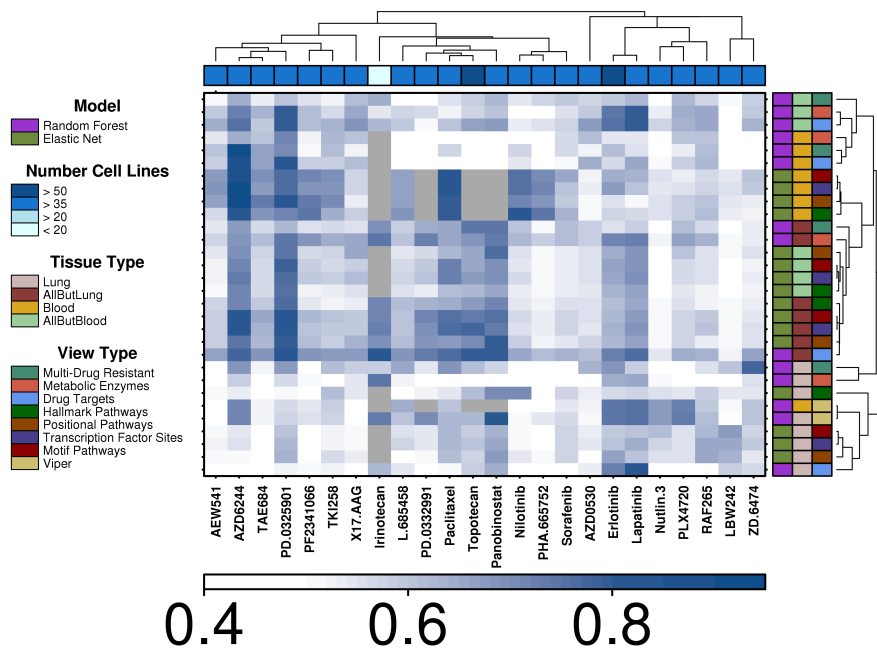 Model
Random Forest
Elastic Net
Number Cell Lines
> 50
> 35
> 20
< 20
Tissue Type
Lung
AllButLung
Blood
AllButBlood
View Type
Multi-Drug Resistant
Metabolic Enzymes
Drug Targets
Hallmark Pathways
Positional Pathways
Transcription Factor Sites
Motif Pathways
Viper
AEW541
AZD6244
TAE684
PD.0325901
PF2341066
TKI258
X17.AAG
Irinotecan
L.685458
PD.0332991
Paclitaxel
Topotecan
Panobinostat
Nilotinib
PHA.665752
Sorafenib
AZD0530
Erlotinib
Lapatinib
Nutlin.3
PLX4720
RAF265
LBW242
ZD.6474
0.4 0.6 0.8